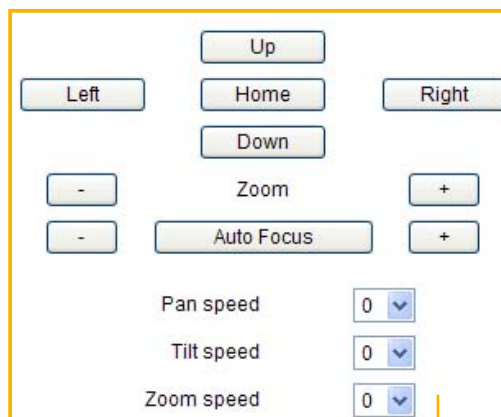 Up
Left Home Right
Down
- Zoom +
- Auto Focus +
Pan speed 0
Tilt speed 0
Zoom speed 0